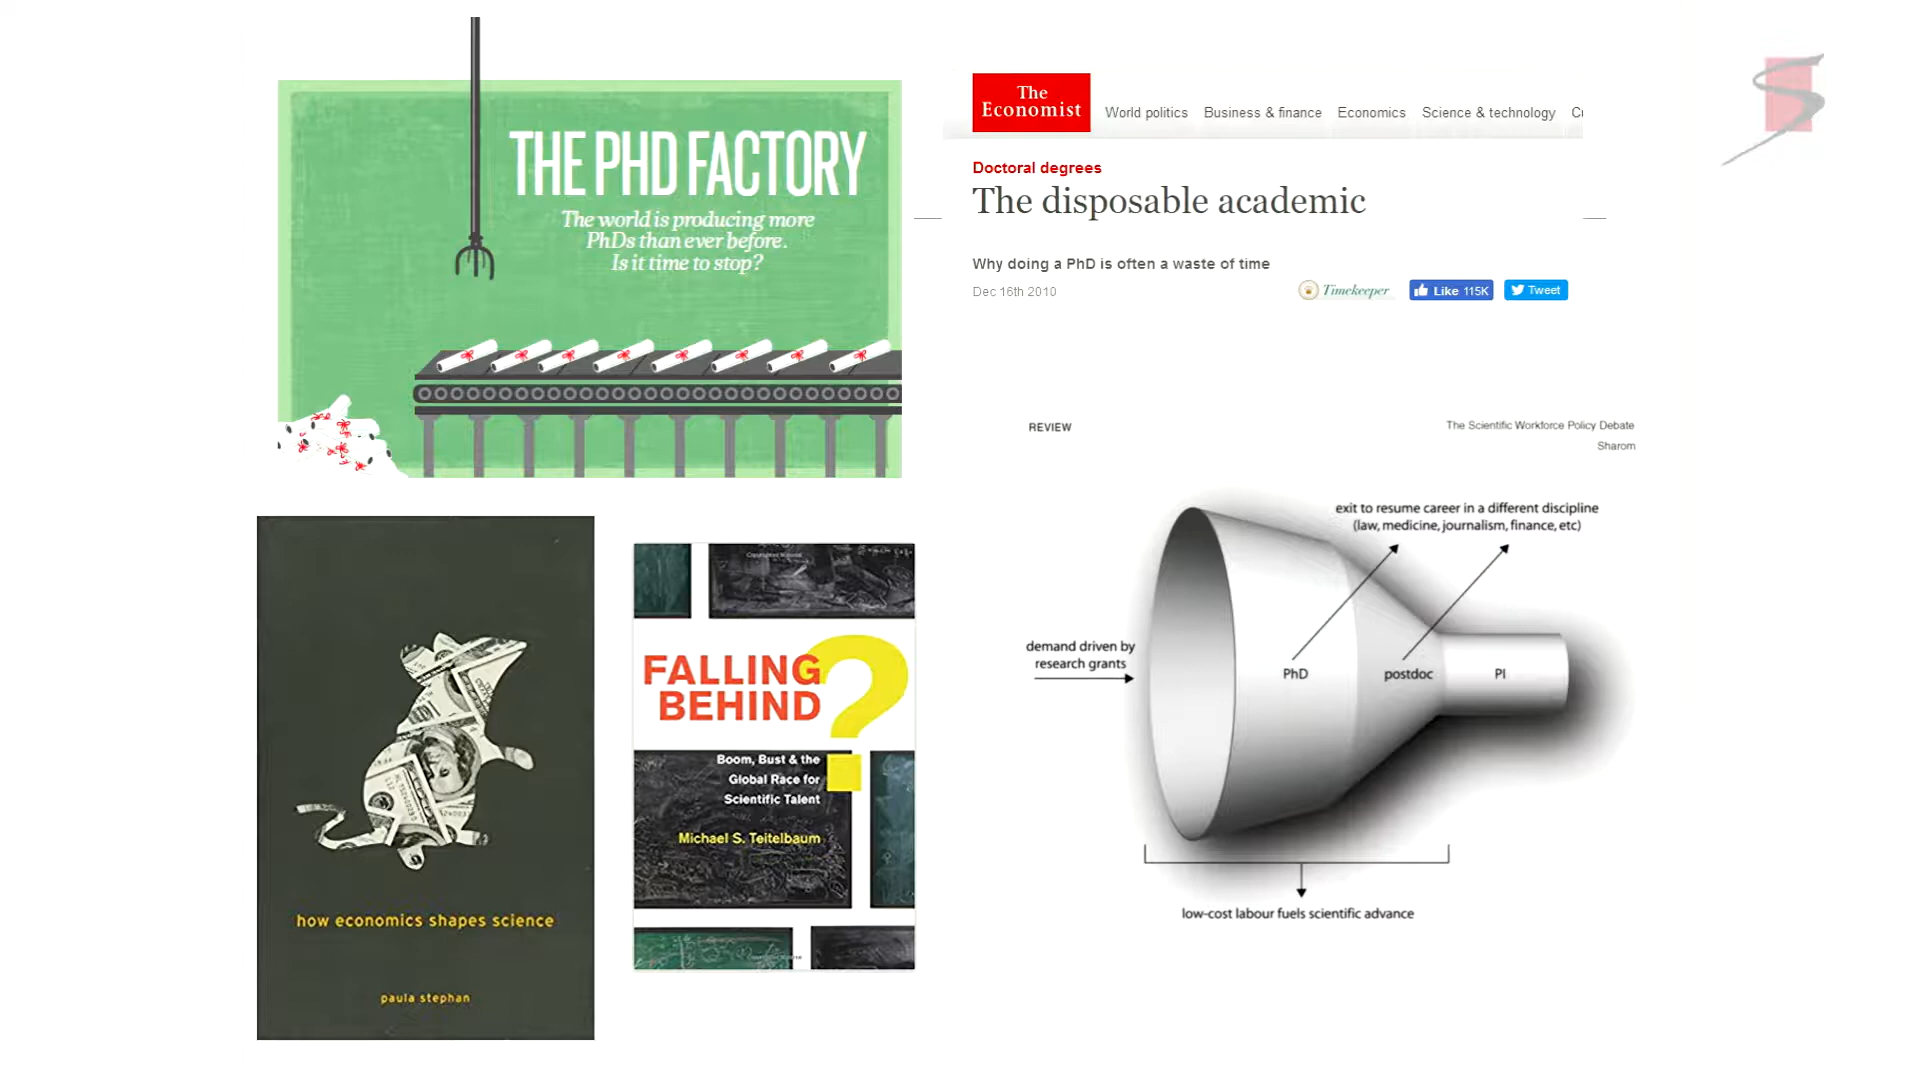 THE PHD FACTORY
The world is producing more
PhDs than ever before.
Is it time to stop?
The
Economist
World politics Business & finance Economics Science & technology
Doctoral degrees
The disposable academic
Why doing a PhD is often a waste of time
Dec 16th 2010
Timekeeper Like 115K Tweet
REVIEW
The Scientific Workforce Policy Debate
Sharom
exit to resume career in a different discipline
(law, medicine, journalism, finance, etc)
demand driven by
research grants
PhD
postdoc
PI
low-cost labour fuels scientific advance
how economics shapes science
paula stephan
FALLING
BEHIND?
Boom, Bust & the
Global Race for
Scientific Talent
Michael S. Teitelbaum